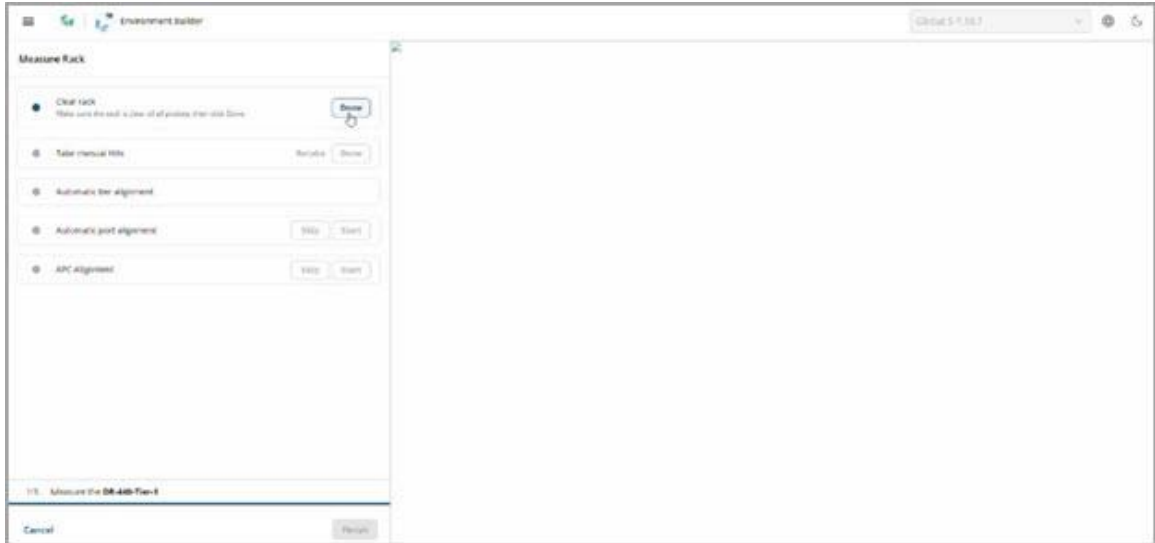 Environment Builder
Measure Rack
Clear rack
Make sure the rack is clear of all probes, then click Done
Done
Take manual hits
Retake
Done
Automatic tier alignment
Automatic port alignment
Skip
Start
APC Alignment
Skip
Start
Measure the DR-440-Tier-1
Cancel
Finish